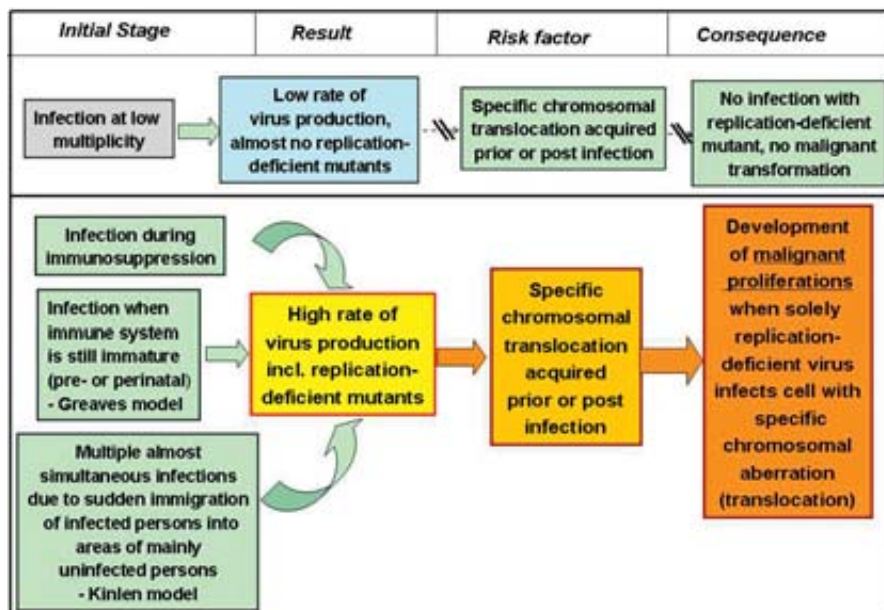 Initial Stage
Result
Risk factor
Consequence
Infection at low
multiplicity
Low rate of
virus production,
almost no replication-
deficient mutants
Specific chromosomal
translocation acquired
prior or post infection
No infection with
replication-deficient
mutant, no malignant
transformation
Infection during
immunosuppression
Infection when
immune system
is still immature
(pre- or perinatal)
- Greaves model
Multiple almost
simultaneous infections
due to sudden immigration
of infected persons into
areas of mainly
uninfected persons
- Kinlen model
High rate of
virus production
incl. replication-
deficient mutants
Specific
chromosomal
translocation
acquired
prior or post
infection
Development
of malignant
proliferations
when solely
replication-
deficient virus
infects cell with
specific
chromosomal
aberration
(translocation)